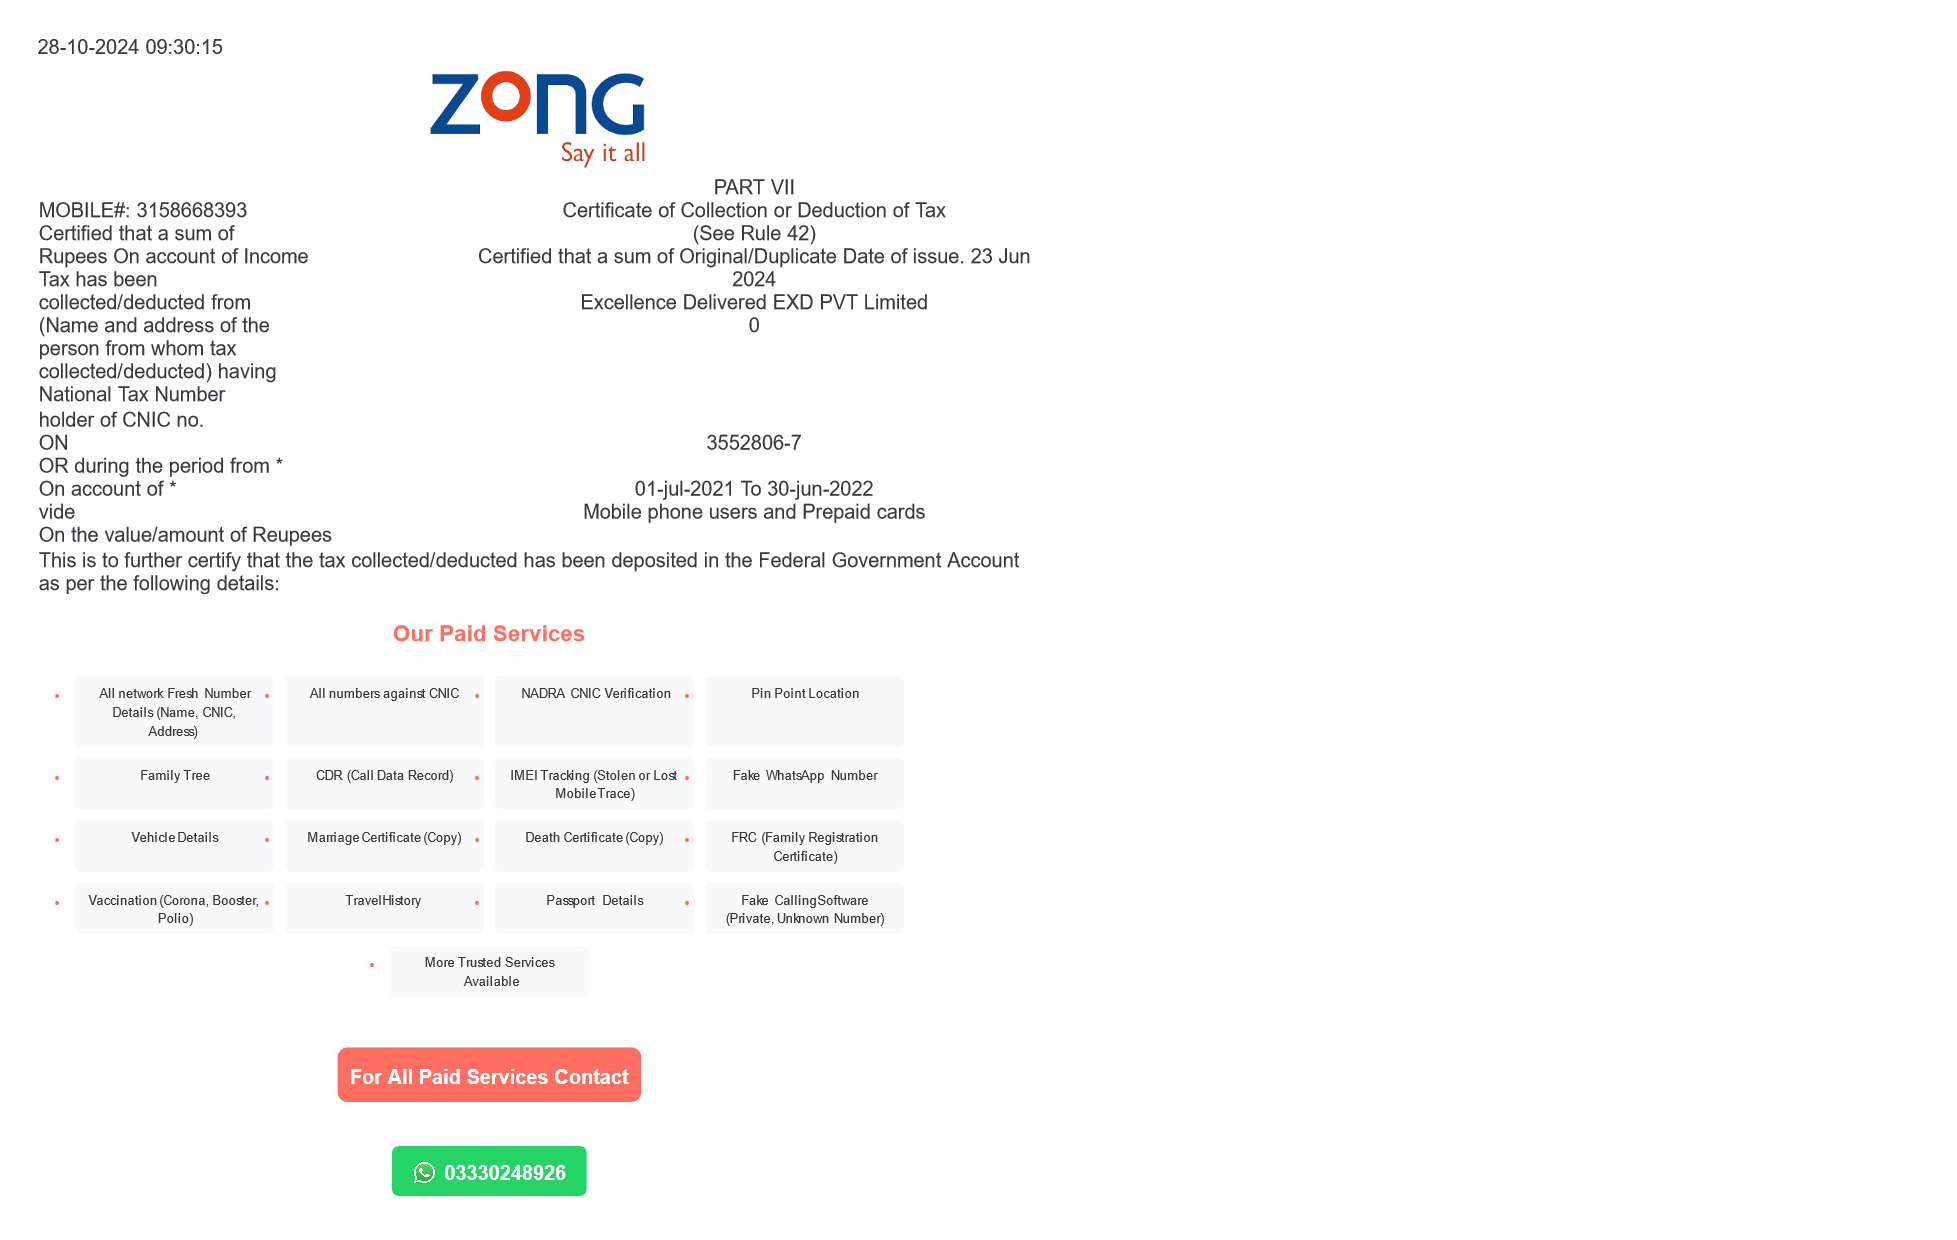 28-10-2024 09:30:15
ZONG
Say it all
PART VII
MOBILE#: 3158668393
Certificate of Collection or Deduction of Tax
Certified that a sum of
(See Rule 42)
Rupees On account of Income
Certified that a sum of Original/Duplicate Date of issue. 23 Jun
Tax has been
2024
collected/deducted from
Excellence Delivered EXD PVT Limited
(Name and address of the
0
person from whom tax
collected/deducted) having
National Tax Number
holder of CNIC no.
ON
3552806-7
OR during the period from *
On account of *
01-jul-2021 To 30-jun-2022
vide
Mobile phone users and Prepaid cards
On the value/amount of Reupees
This is to further certify that the tax collected/deducted has been deposited in the Federal Government Account
as per the following details:
Our Paid Services
All network Fresh Number
Details (Name, CNIC,
Address)
All numbers against CNIC
NADRA CNIC Verification
Pin Point Location
Family Tree
CDR (Call Data Record)
IMEI Tracking (Stolen or Lost
Mobile Trace)
Fake WhatsApp Number
Vehicle Details
Marriage Certificate (Copy)
Death Certificate (Copy)
FRC (Family Registration
Certificate)
Vaccination (Corona, Booster,
Polio)
Travel History
Passport Details
Fake Calling Software
(Private, Unknown Number)
More Trusted Services
Available
For All Paid Services Contact
03330248926